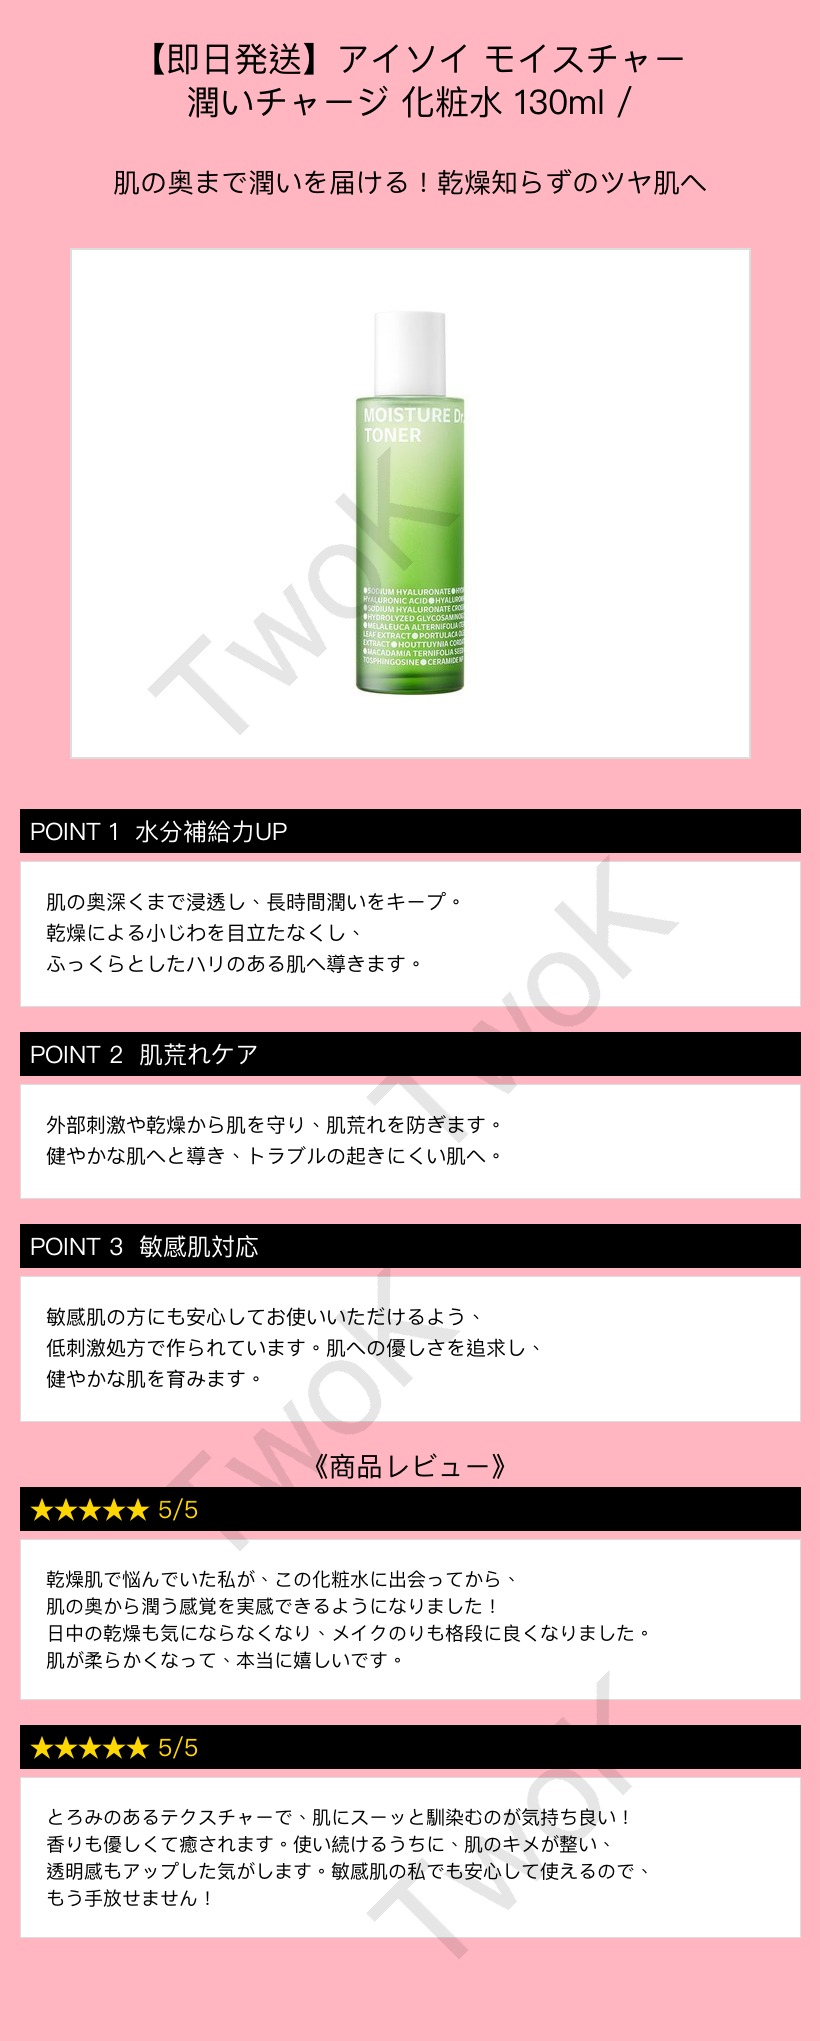 【即日発送】アイソイ モイスチャー
潤いチャージ 化粧水 130ml /
肌の奥まで潤いを届ける！乾燥知らずのツヤ肌へ
MOISTURE Dr.
TONER
●SODIUM HYALURONATE●HYD
HYALURONIC ACID●HYALURON
●SODIUM HYALURONATE CROS
●HYDROLYZED GLYCOSAMINOG
●MELALEUCA ALTERNIFOLIA (TE
LEAF EXTRACT●PORTULACA OL
EXTRACT●HOUTTUYNIA CORDA
●MACADAMIA TERNIFOLIA SEED
TOSPHINGOSINE●CERAMIDE NP
TwoK
POINT 1 水分補給力UP
肌の奥深くまで浸透し、長時間潤いをキープ。
乾燥による小じわを目立たなくし、
ふっくらとしたハリのある肌へ導きます。
TwoK
POINT 2 肌荒れケア
外部刺激や乾燥から肌を守り、肌荒れを防ぎます。
健やかな肌へと導き、トラブルの起きにくい肌へ。
POINT 3 敏感肌対応
敏感肌の方にも安心してお使いいただけるよう、
低刺激処方で作られています。肌への優しさを追求し、
健やかな肌を育みます。
TwoK
《商品レビュー》
★★★★★ 5/5
乾燥肌で悩んでいた私が、この化粧水に出会ってから、
肌の奥から潤う感覚を実感できるようになりました！
日中の乾燥も気にならなくなり、メイクのりも格段に良くなりました。
肌が柔らかくなって、本当に嬉しいです。
★★★★★ 5/5
とろみのあるテクスチャーで、肌にスーッと馴染むのが気持ち良い！
香りも優しくて癒されます。使い続けるうちに、肌のキメが整い、
透明感もアップした気がします。敏感肌の私でも安心して使えるので、
もう手放せません！
TwoK